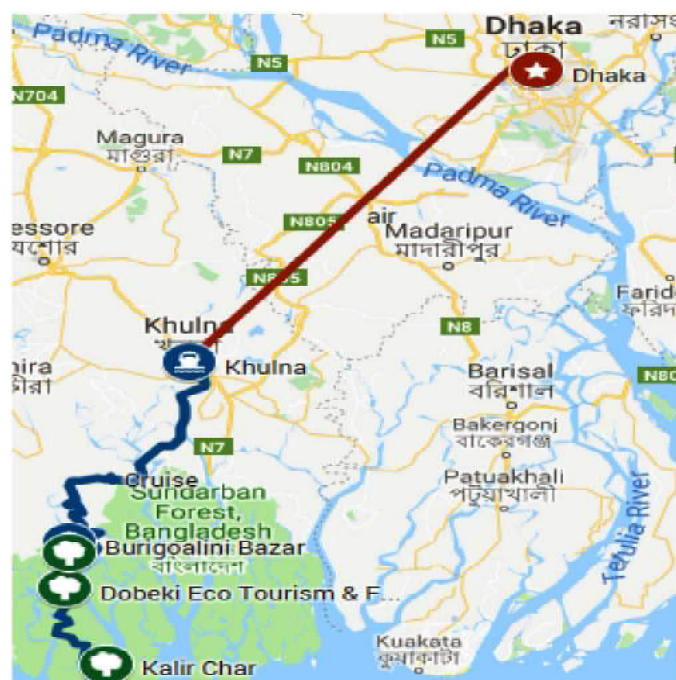 Padma River
N5
Dhaka
ঢাকা
নরসিং
N5
Dhaka
N704
Magura
মাগুরা
N7
N804
Padma River
N805
air
Madaripur
মাদারীপুর
essore
যশোর
N805
Farid
ফরিদ
Khulna
N8
hira
Khulna
Barisal
বরিশাল
N80
N7
Bakergonj
বাকেরগঞ্জ
Cruise
Patuakhali
পটুয়াখালী
Sundarban
Forest,
Bangladesh
Burigoalini Bazar
বাংলাদেশ
Tetulia River
Dobeki Eco Tourism & F...
Kuakata
কুয়াকাটা
Kalir Char